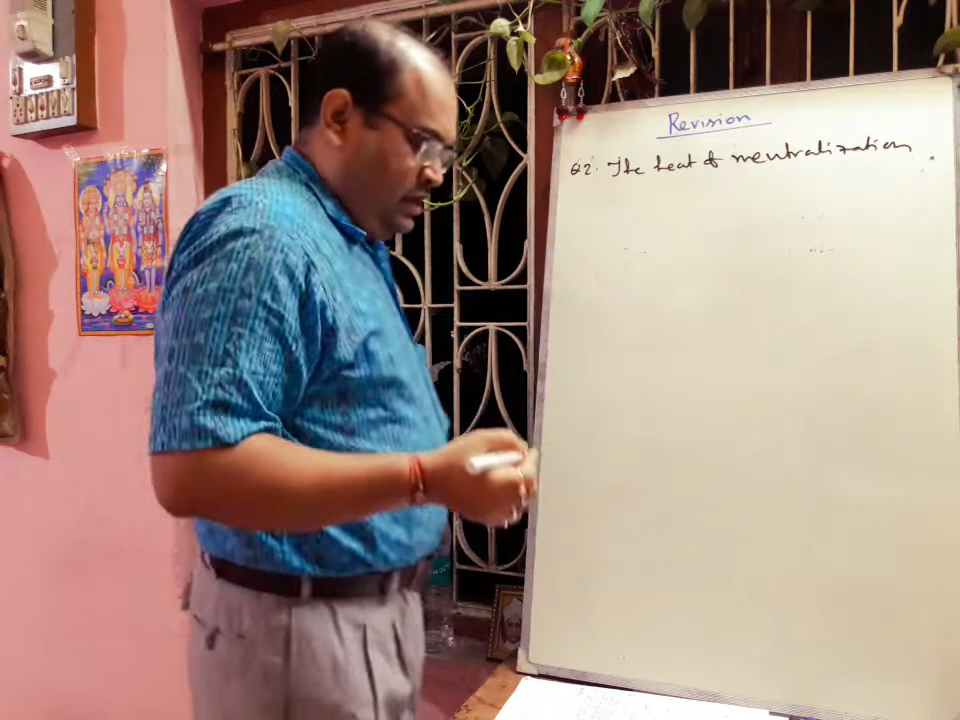 Revision
Q2. The heat of neutralization